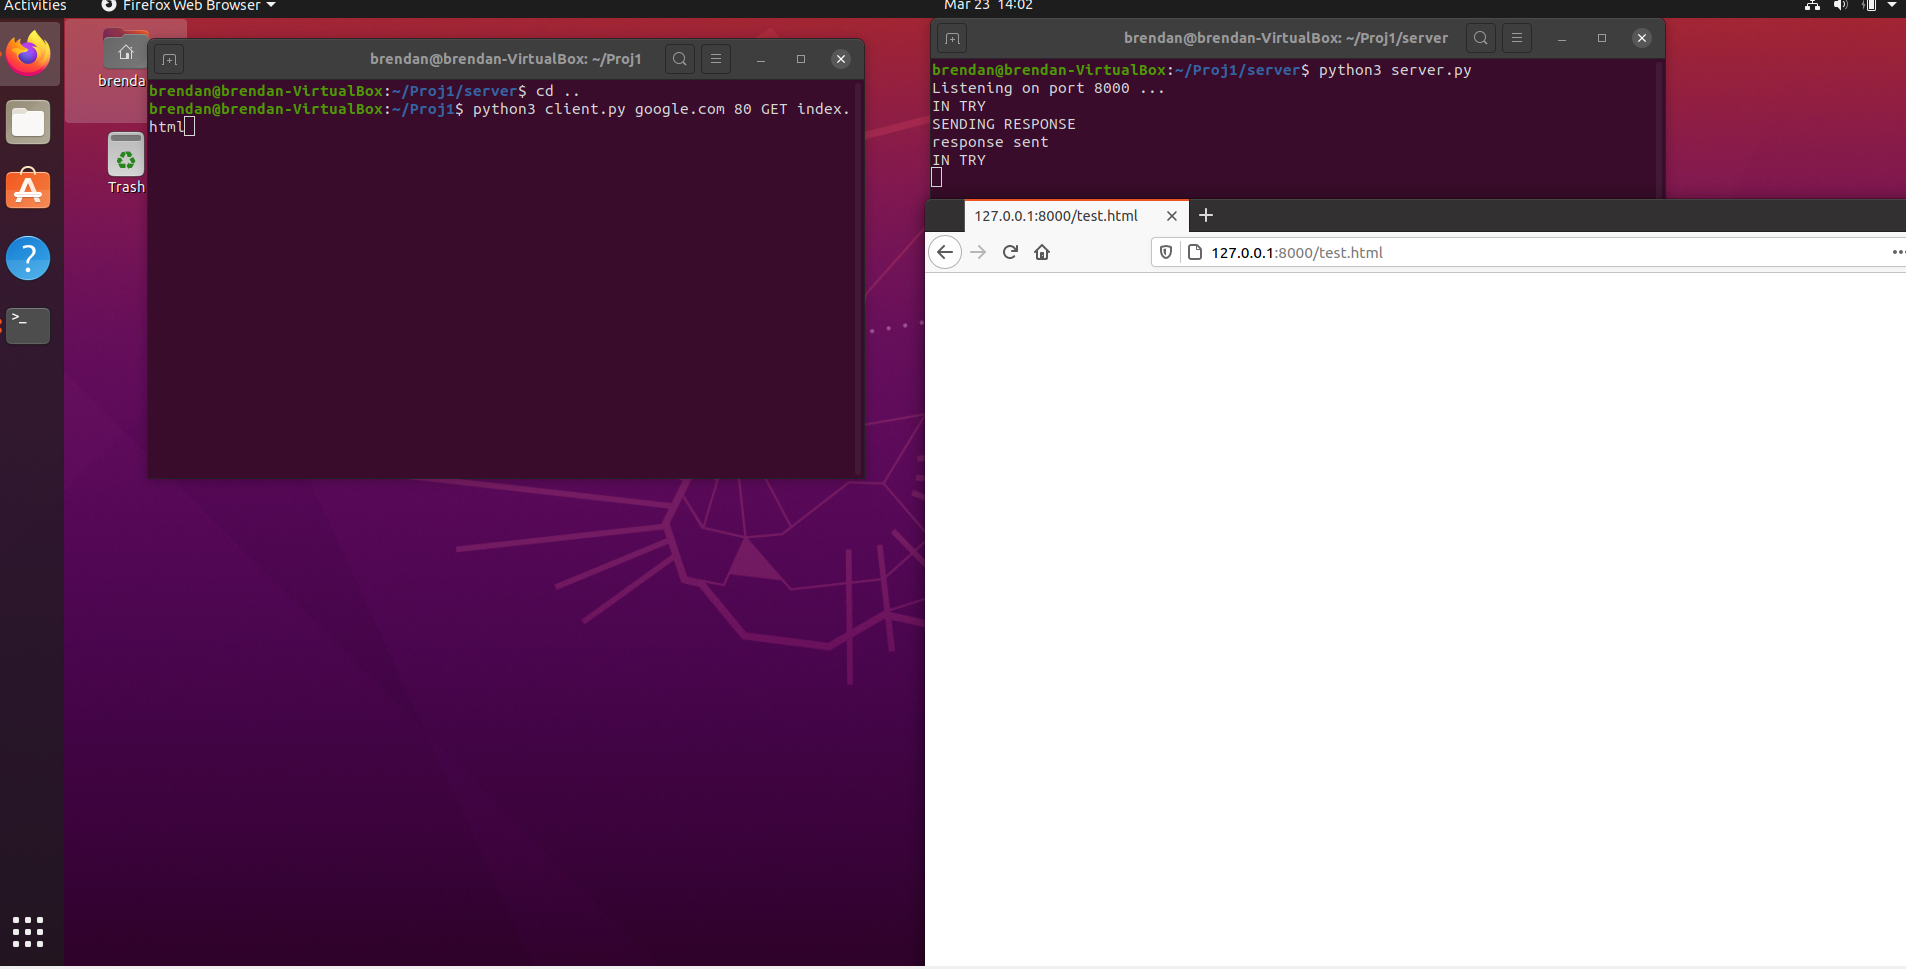 Activities
Firefox Web Browser
Mar 23 14:02
brendan
Trash
brendan@brendan-VirtualBox: ~/Proj1
brendan@brendan-VirtualBox:~/Proj1/server$ cd ..
brendan@brendan-VirtualBox:~/Proj1$ python3 client.py google.com 80 GET index.
html
brendan@brendan-VirtualBox: ~/Proj1/server
brendan@brendan-VirtualBox:~/Proj1/server$ python3 server.py
Listening on port 8000 ...
IN TRY
SENDING RESPONSE
response sent
IN TRY
127.0.0.1:8000/test.html
127.0.0.1:8000/test.html